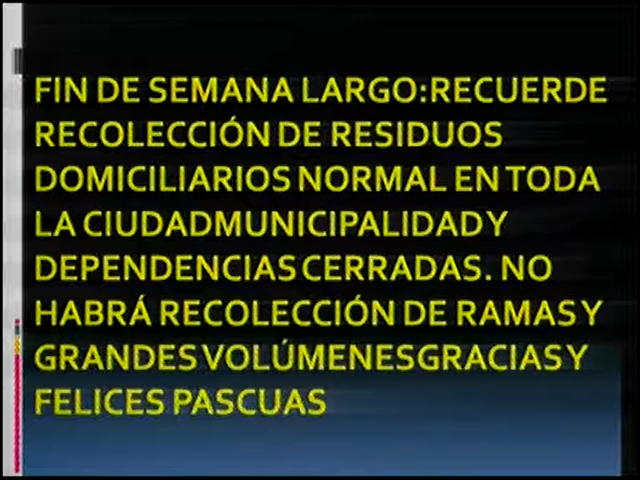 FIN DE SEMANA LARGO:RECUERDE
RECOLECCIÓN DE RESIDUOS
DOMICILIARIOS NORMAL EN TODA
LA CIUDADMUNICIPALIDAD Y
DEPENDENCIAS CERRADAS. NO
HABRÁ RECOLECCIÓN DE RAMAS Y
GRANDES VOLÚMENESGRACIAS Y
FELICES PASCUAS